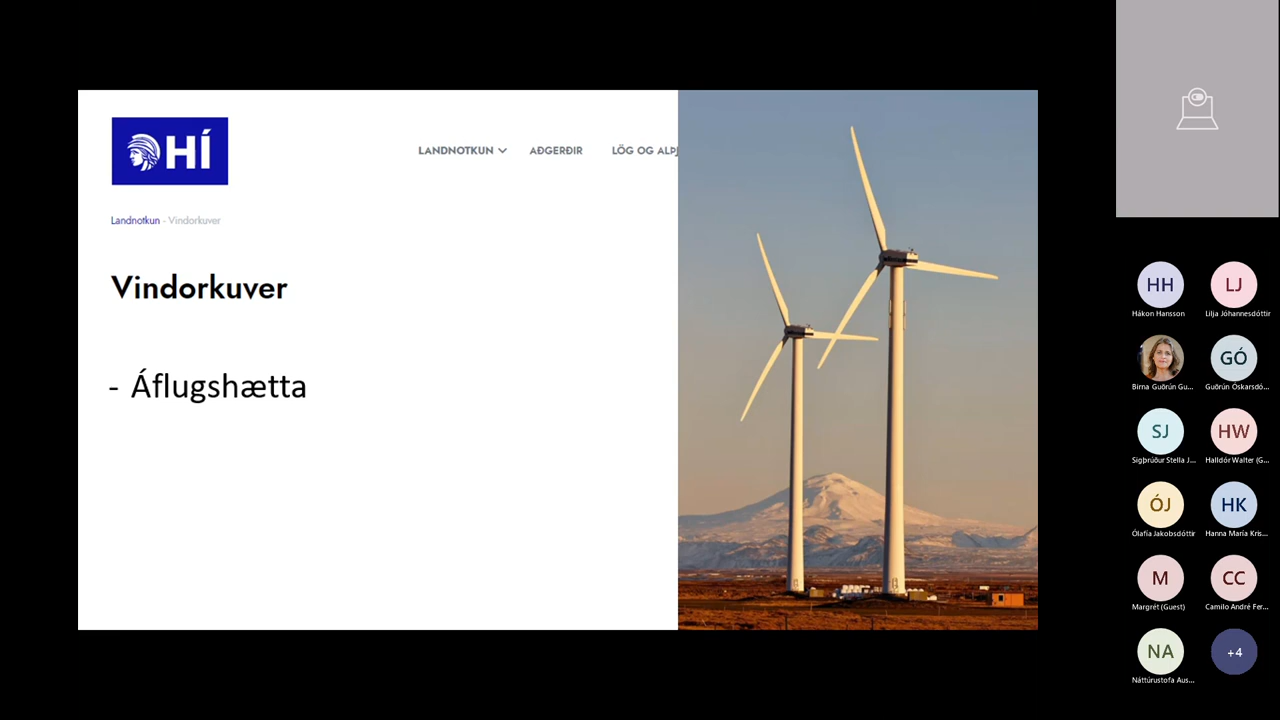 HÍ
LANDNOTKUN
AÐGERÐIR
LÖG OG ALÞJ
Landnotkun - Vindorkuver
Vindorkuver
- Áflugshætta
HH
LJ
Hákon Hansson
Lilja Jóhannesdóttir
GÓ
Birna Guðrún Gu...
Guðrún Óskarsdó...
SJ
HW
Sigþrúður Stella J...
Halldór Walter (G...
ÓJ
HK
Ólafía Jakobsdóttir
Hanna María Kris...
M
CC
Margrét (Guest)
Camilo André Fer...
NA
+4
Náttúrustofa Aus...